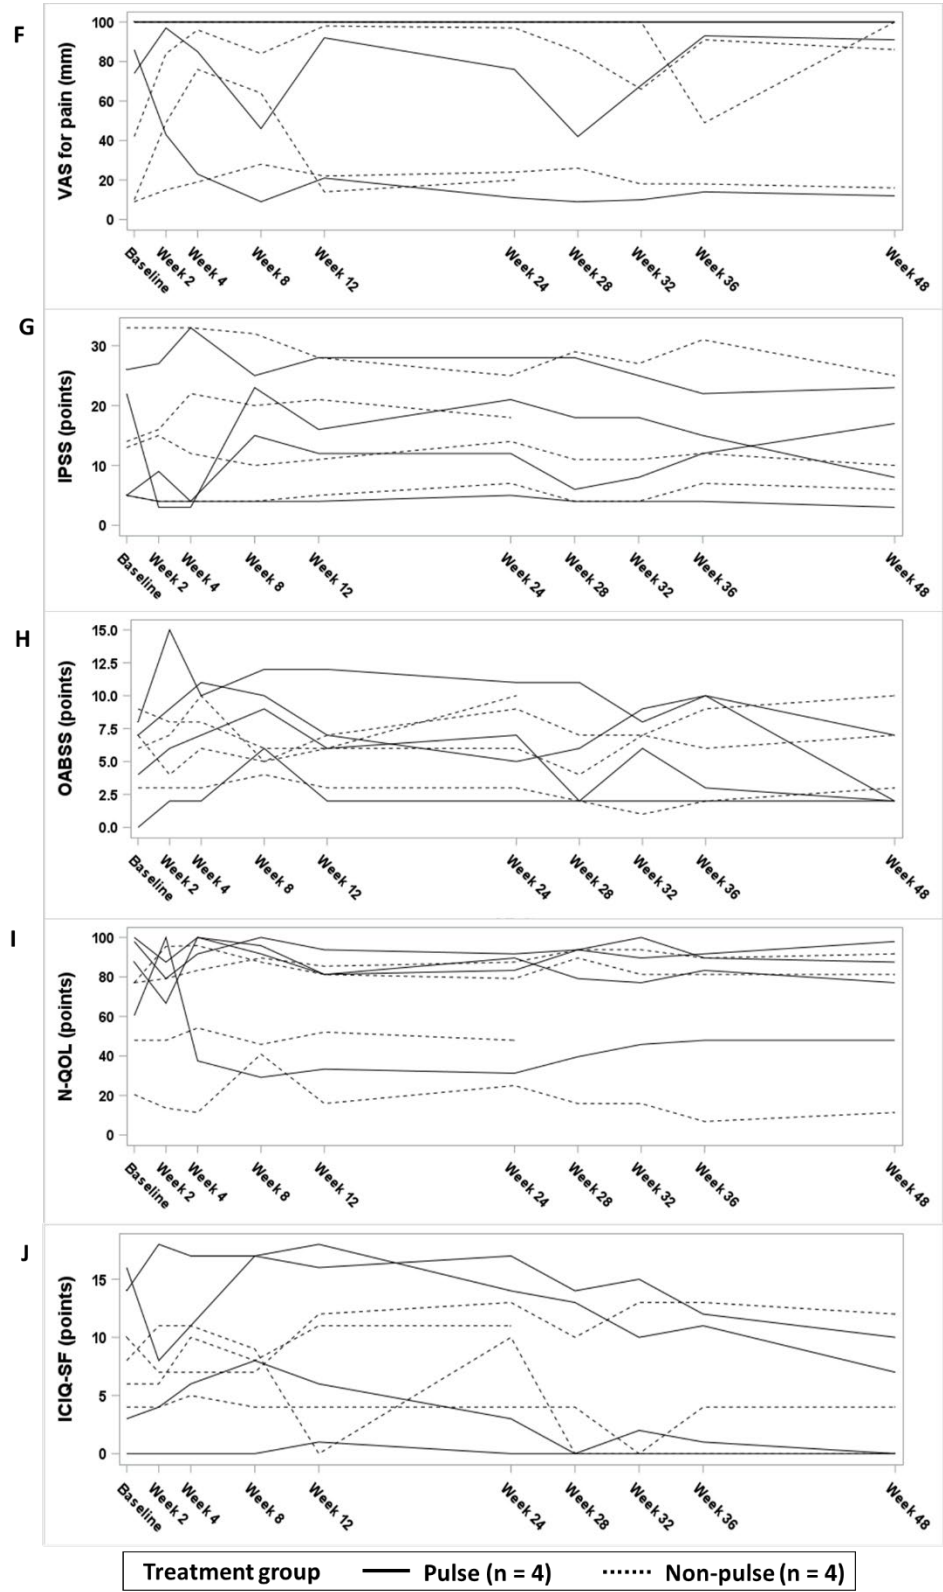 F
VAS for pain (mm)
100
80
60
40
20
0
Baseline
Week 2
Week 4
Week 8
Week 12
Week 24
Week 28
Week 32
Week 36
Week 48
G
IPSS (points)
30
20
10
0
Baseline
Week 2
Week 4
Week 8
Week 12
Week 24
Week 28
Week 32
Week 36
Week 48
H
OABSS (points)
15.0
12.5
10.0
7.5
5.0
2.5
0.0
Baseline
Week 2
Week 4
Week 8
Week 12
Week 24
Week 28
Week 32
Week 36
Week 48
I
N-QOL (points)
100
80
60
40
20
0
Baseline
Week 2
Week 4
Week 8
Week 12
Week 24
Week 28
Week 32
Week 36
Week 48
J
ICIQ-SF (points)
15
10
5
0
Baseline
Week 2
Week 4
Week 8
Week 12
Week 24
Week 28
Week 32
Week 36
Week 48
Treatment group Pulse (n = 4) Non-pulse (n = 4)